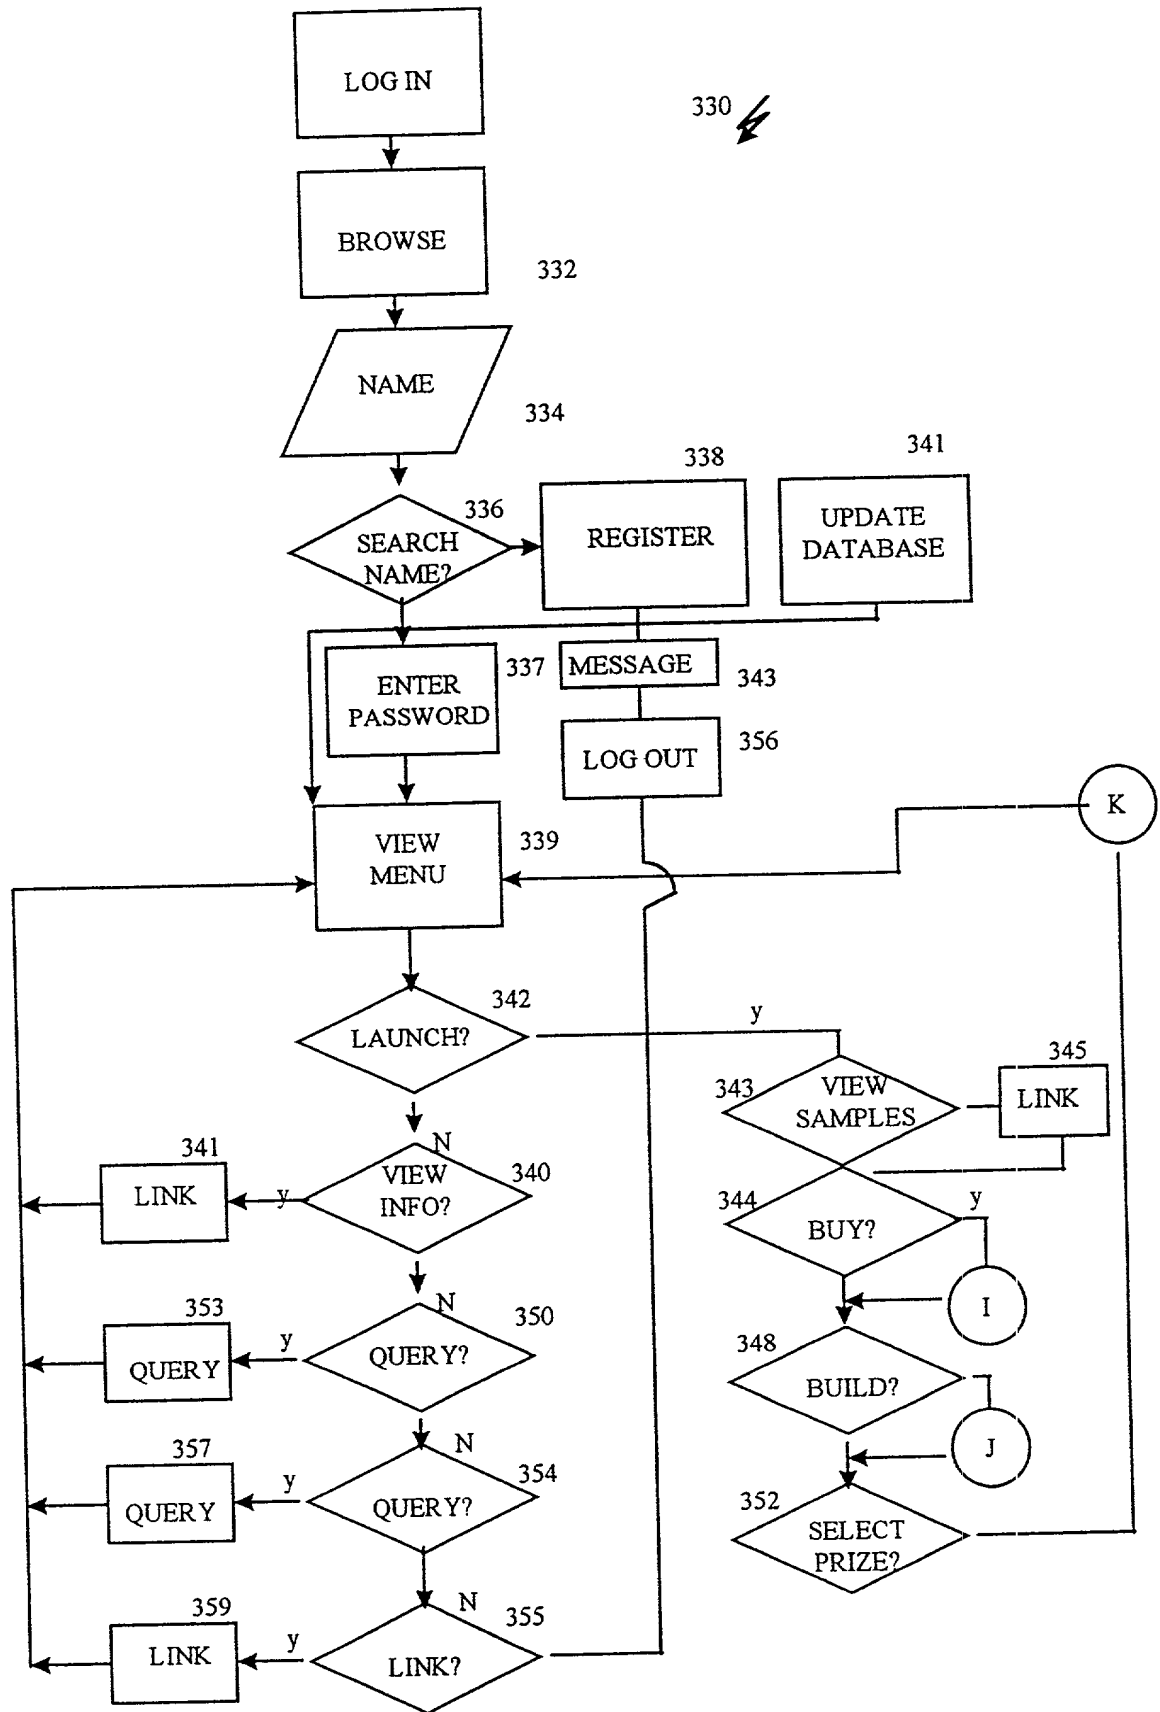 LOG IN
330
BROWSE
332
NAME
334
341
338
336
UPDATE
DATABASE
REGISTER
SEARCH
NAME?
337
MESSAGE
343
ENTER
PASSWORD
356
LOG OUT
K
VIEW
MENU
339
342
y
LAUNCH?
345
343
VIEW
SAMPLES
LINK
N
341
VIEW
INFO?
340
LINK
y
344
y
BUY?
I
353
N
350
348
y
QUERY?
QUERY
BUILD?
J
357
N
354
y
QUERY?
QUERY
352
SELECT
PRIZE?
359
N
355
y
LINK
LINK?